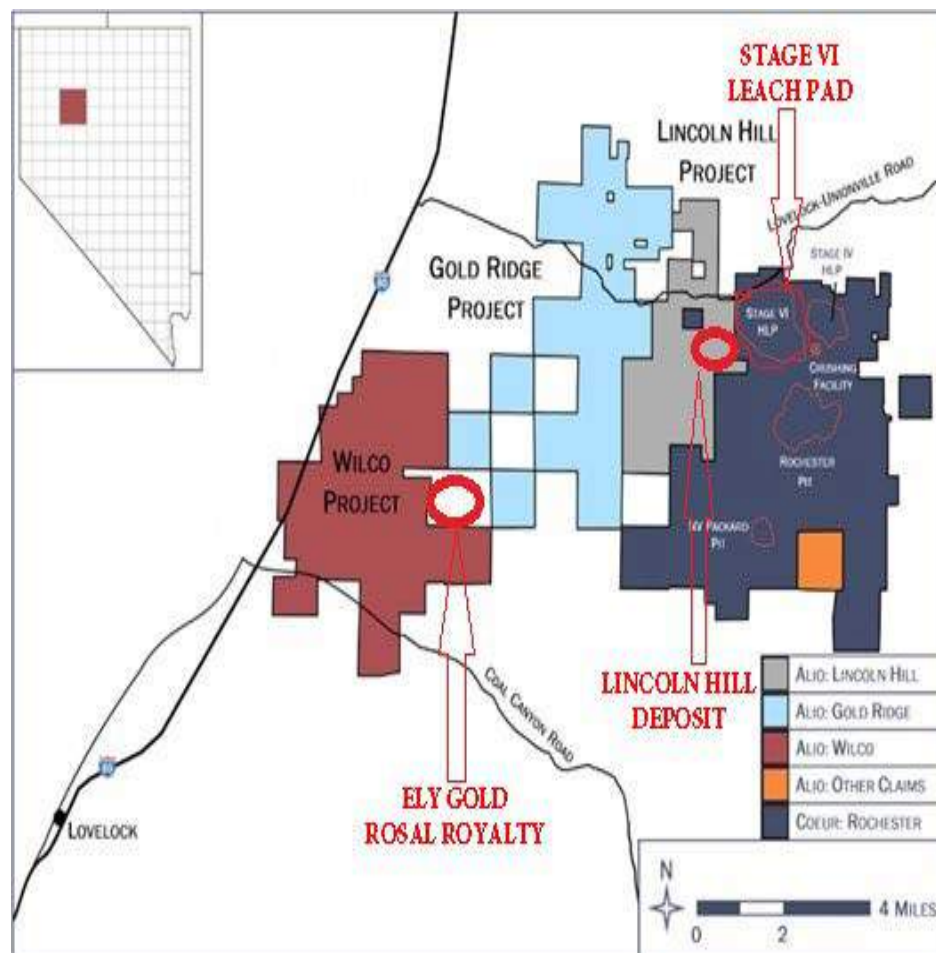 STAGE VI
LEACH PAD
LINCOLN HILL
PROJECT
LOVELOCK-UNIONVILLE ROAD
STAGE IV
HLP
GOLD RIDGE
PROJECT
STAGE VI
HLP
CRUSHING
FACILITY
ROCHESTER
PIT
WILCO
PROJECT
NV PACKARD
PIT
LINCOLN HILL
DEPOSIT
COAL CANYON ROAD
ELY GOLD
ROSAL ROYALTY
LOVELOCK
ALIO: LINCOLN HILL
ALIO: GOLD RIDGE
ALIO: WILCO
ALIO: OTHER CLAIMS
COEUR: ROCHESTER
N
4 MILES
0 2